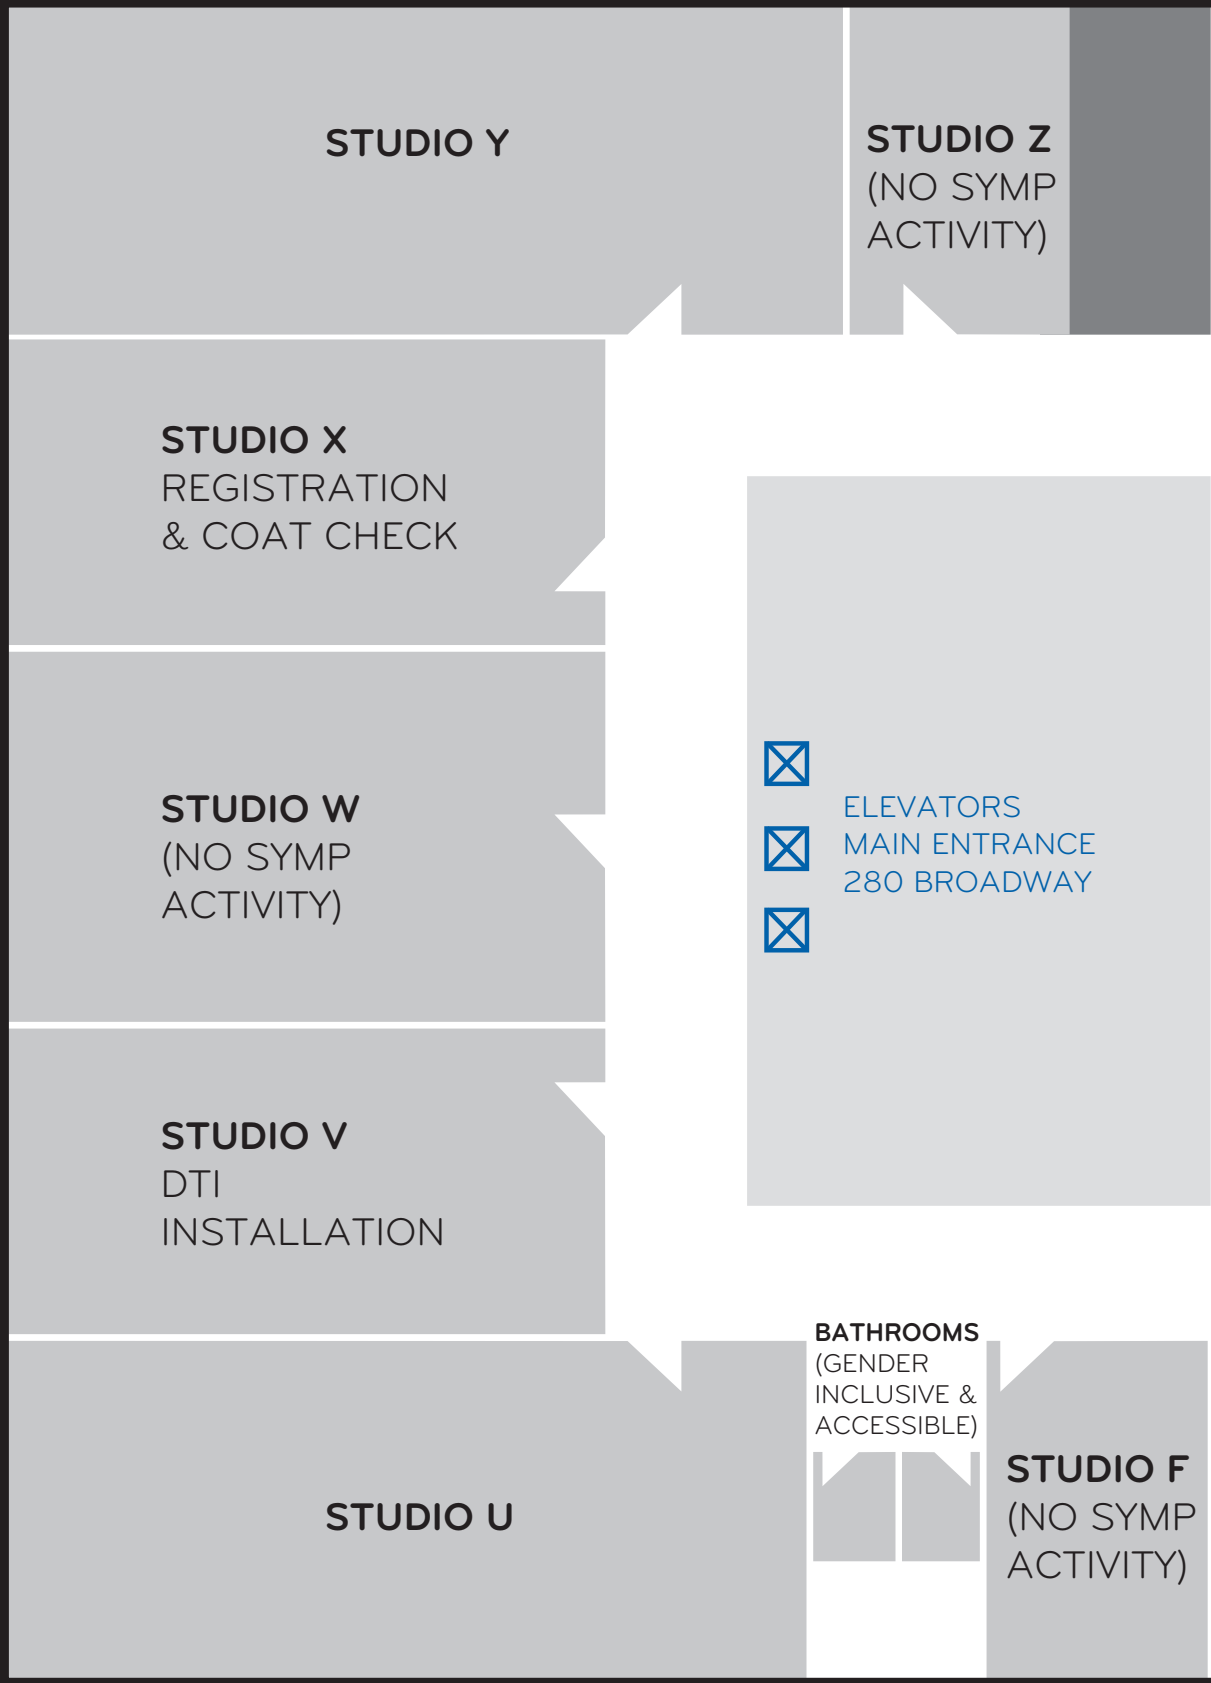 STUDIO Y
STUDIO Z
(NO SYMP
ACTIVITY)
STUDIO X
REGISTRATION
& COAT CHECK
STUDIO W
(NO SYMP
ACTIVITY)
ELEVATORS
MAIN ENTRANCE
280 BROADWAY
STUDIO V
DTI
INSTALLATION
BATHROOMS
(GENDER
INCLUSIVE &
ACCESSIBLE)
STUDIO U
STUDIO F
(NO SYMP
ACTIVITY)